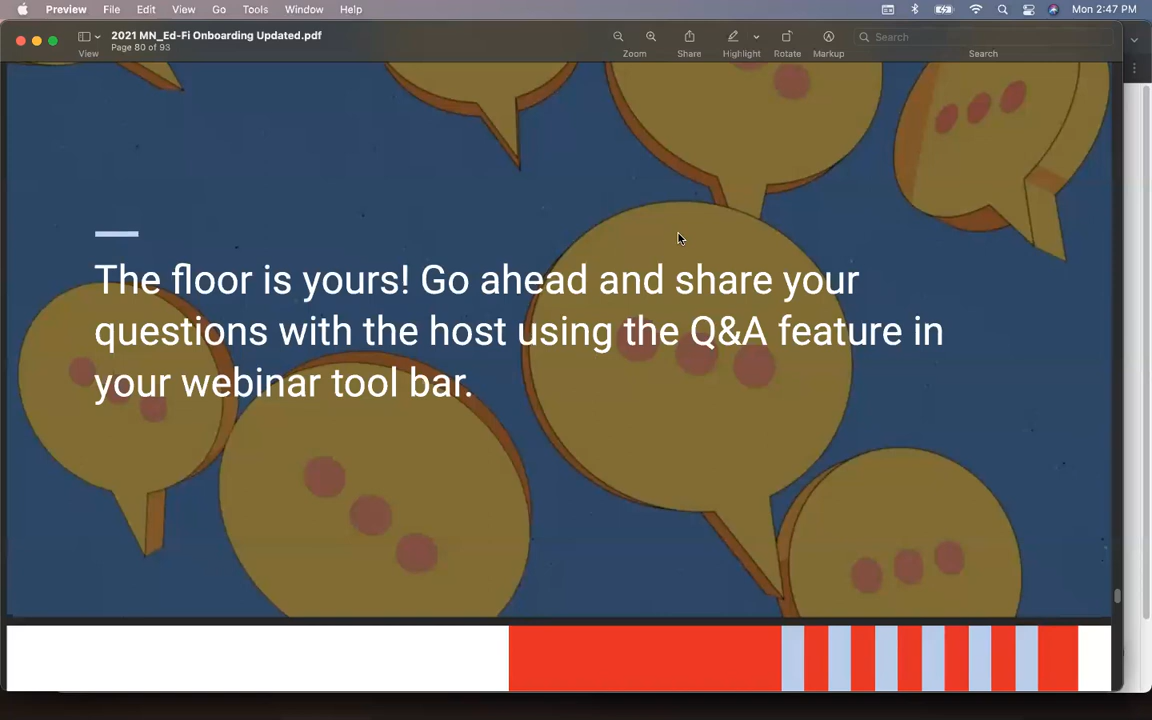 Preview File Edit View Go Tools Window Help Mon 2:47 PM
2021 MN_Ed-Fi Onboarding Updated.pdf
Page 80 of 93
Search
View Zoom Share Highlight Rotate Markup Search
The floor is yours! Go ahead and share your
questions with the host using the Q&A feature in
your webinar tool bar.